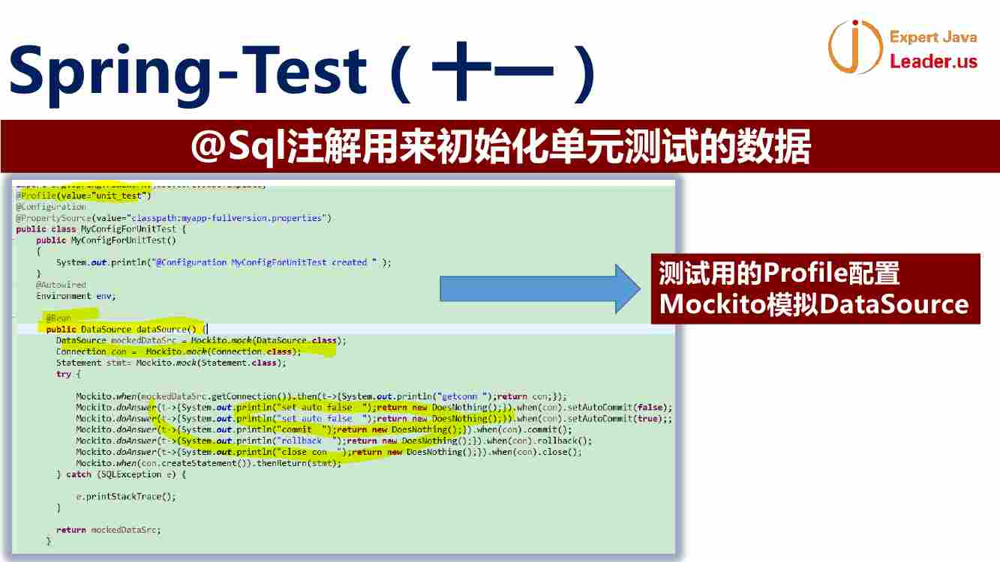 Spring-Test（十一）
Expert Java
Leader.us
@Sql注解用来初始化单元测试的数据
@Profile(value="unit_test")
@Configuration
@PropertySource(value="classpath:myapp-fullversion.properties")
public class MyConfigForUnitTest {
public MyConfigForUnitTest()
{
System.out.println("@Configuration MyConfigForUnitTest created " );
}
@Autowired
Environment env;
@Bean
public DataSource dataSource() {
DataSource mockedDataSrc = Mockito.mock(DataSource.class);
Connection con =  Mockito.mock(Connection.class);
Statement stmt= Mockito.mock(Statement.class);
try {
Mockito.when(mockedDataSrc.getConnection()).then(t->{System.out.println("getconn ");return con;});
Mockito.doAnswer(t->{System.out.println("set auto false  ");return new DoesNothing();}).when(con).setAutoCommit(false);
Mockito.doAnswer(t->{System.out.println("set auto false  ");return new DoesNothing();}).when(con).setAutoCommit(true);;
Mockito.doAnswer(t->{System.out.println("commit  ");return new DoesNothing();}).when(con).commit();
Mockito.doAnswer(t->{System.out.println("rollback  ");return new DoesNothing();}).when(con).rollback();
Mockito.doAnswer(t->{System.out.println("close con  ");return new DoesNothing();}).when(con).close();
Mockito.when(con.createStatement()).thenReturn(stmt);
} catch (SQLException e) {
e.printStackTrace();
}
return mockedDataSrc;
}
测试用的Profile配置
Mockito模拟DataSource